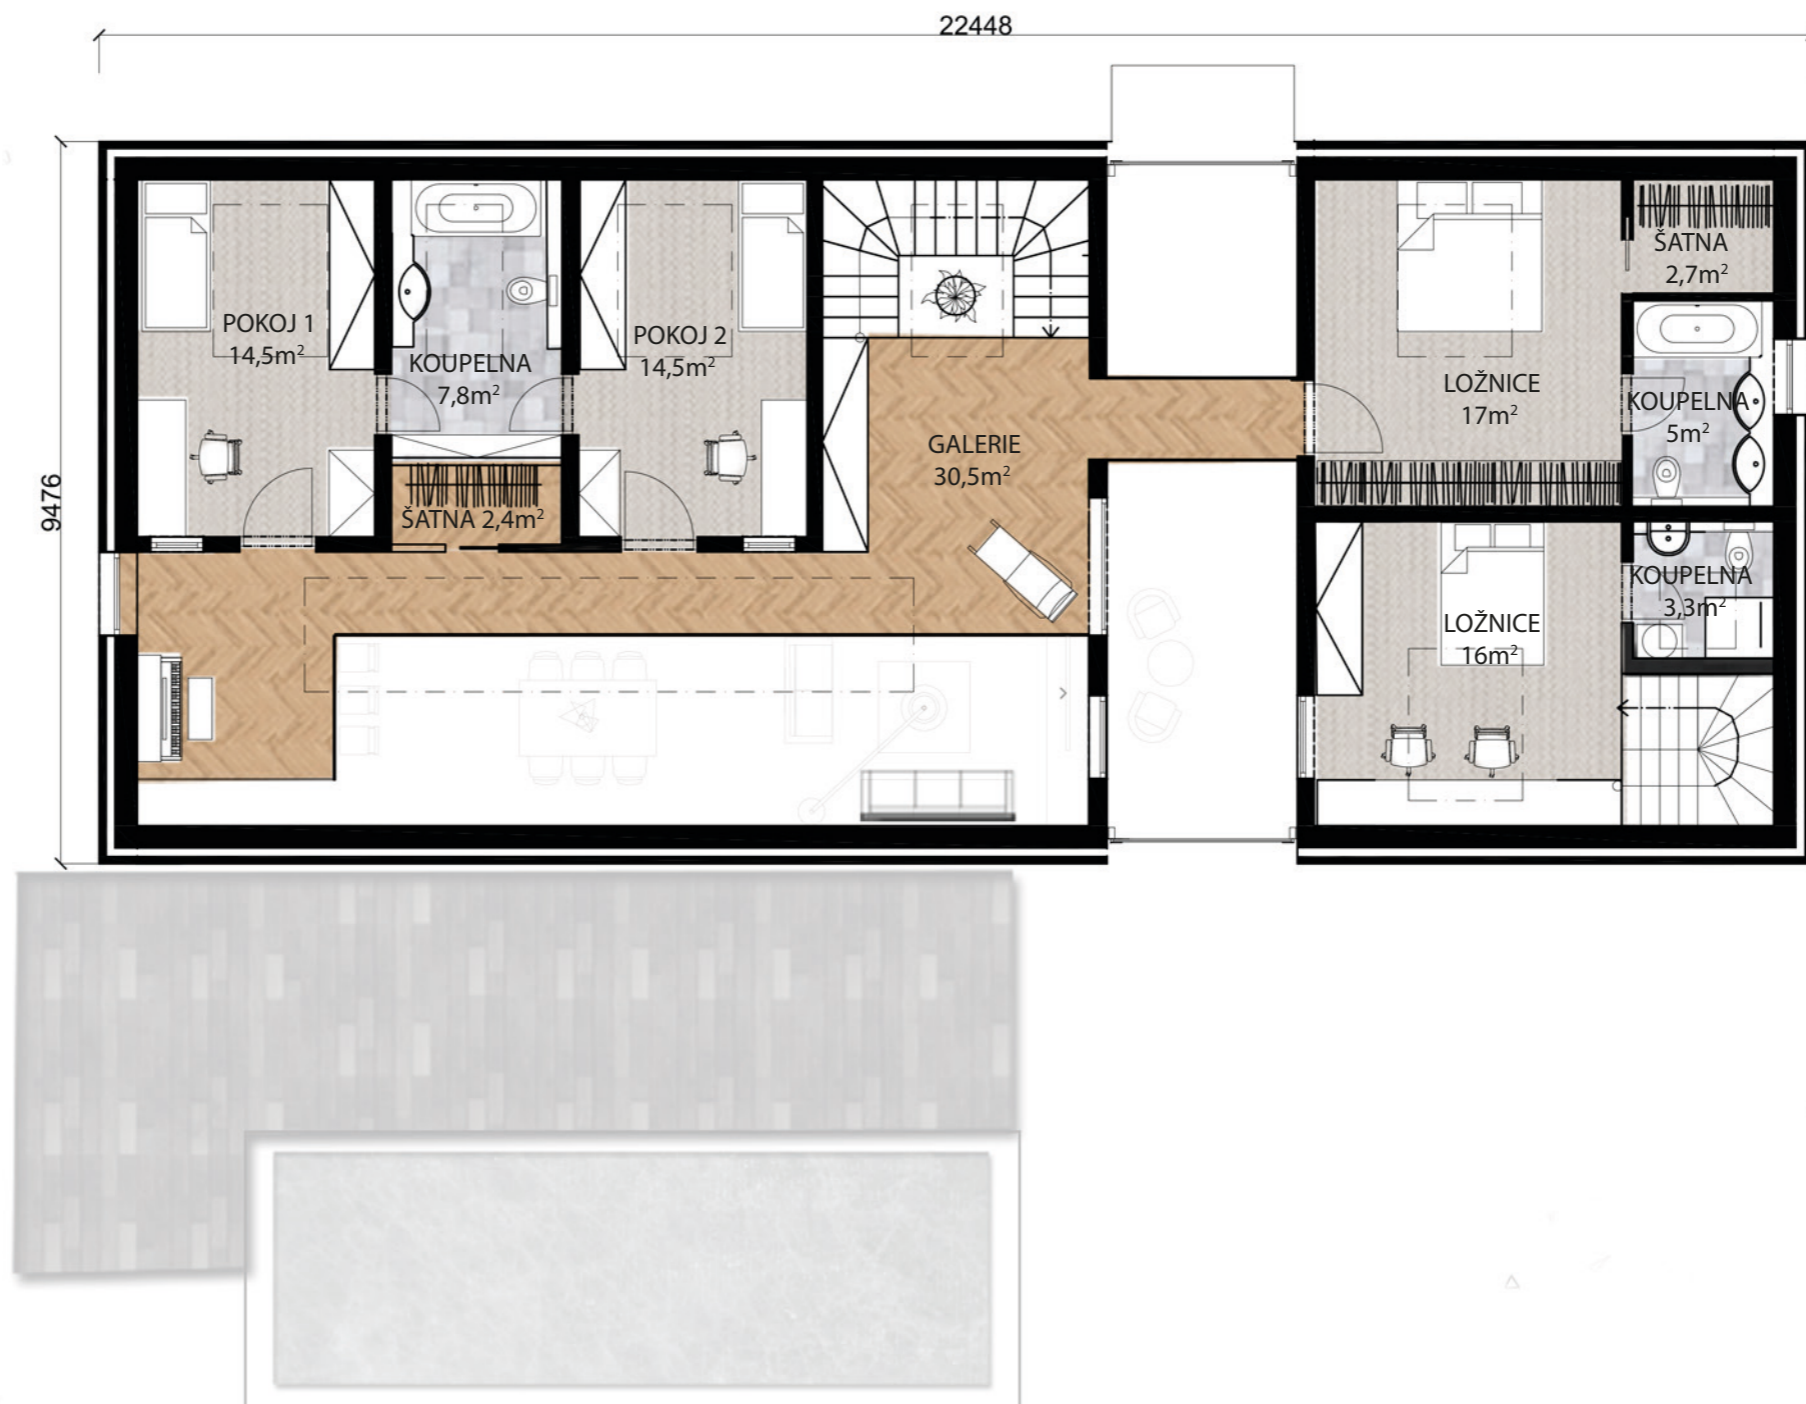 22448
9476
POKOJ 1
14,5m²
KOUPELNA
7,8m²
POKOJ 2
14,5m²
ŠATNA 2,4m²
GALERIE
30,5m²
LOŽNICE
17m²
ŠATNA
2,7m²
KOUPELNA
5m²
LOŽNICE
16m²
KOUPELNA
3,3m²